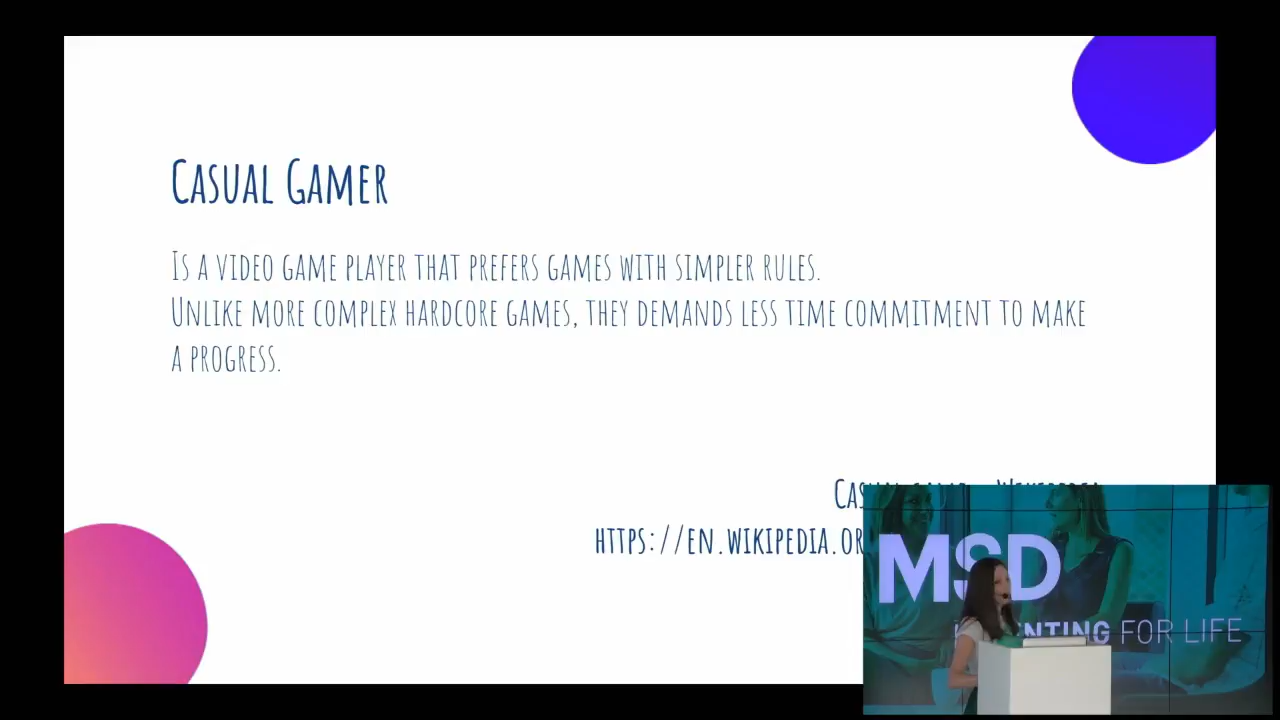 Casual Gamer
Is a video game player that prefers games with simpler rules.
Unlike more complex hardcore games, they demands less time commitment to make
a progress.
https://en.wikipedia.or
MSD
FOR LIFE